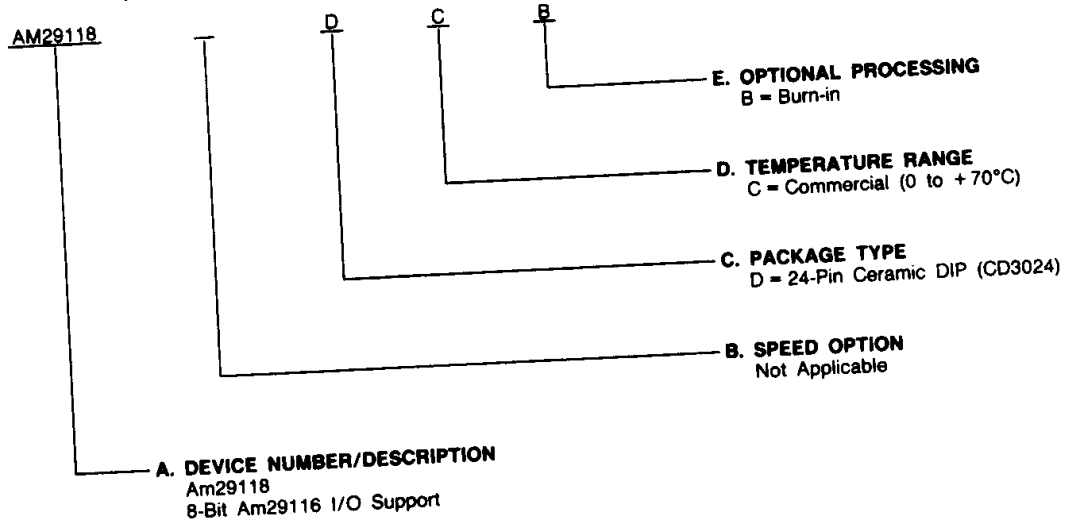 AM29118 – D C B
E. OPTIONAL PROCESSING
B = Burn-in
D. TEMPERATURE RANGE
C = Commercial (0 to +70°C)
C. PACKAGE TYPE
D = 24-Pin Ceramic DIP (CD3024)
B. SPEED OPTION
Not Applicable
A. DEVICE NUMBER/DESCRIPTION
Am29118
8-Bit Am29116 I/O Support